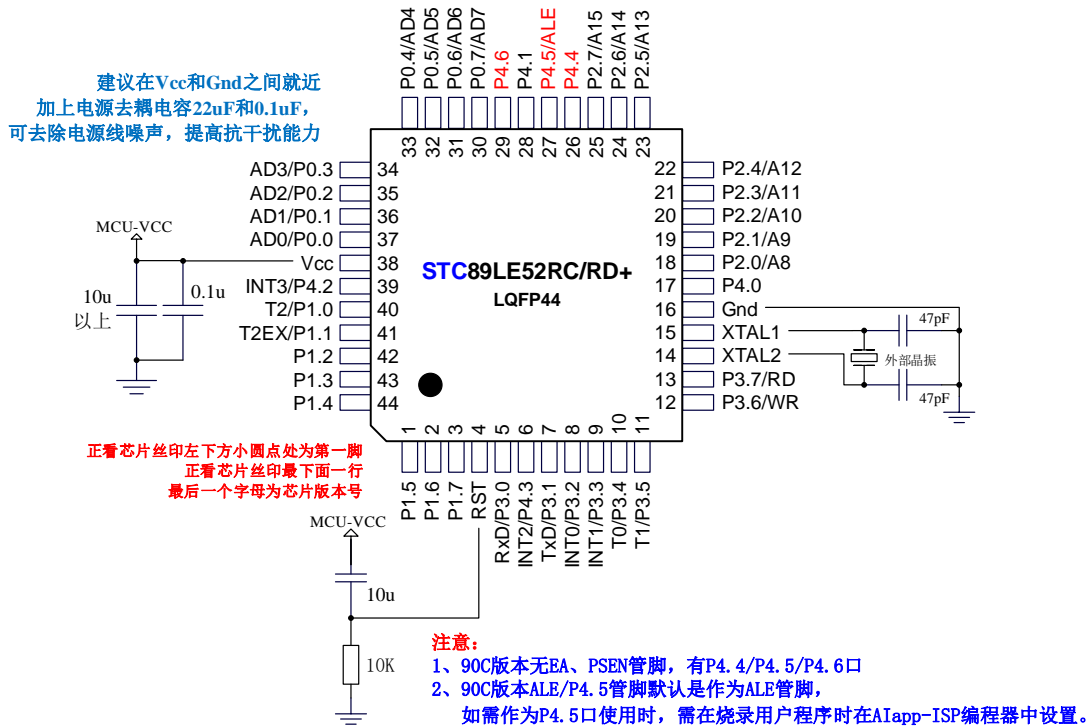 P0.4/AD4
P0.5/AD5
P0.6/AD6
P0.7/AD7
P4.6
P4.1
P4.5/ALE
P4.4
P2.7/A15
P2.6/A14
P2.5/A13
建议在Vcc和Gnd之间就近
加上电源去耦电容22uF和0.1uF,
可去除电源线噪声，提高抗干扰能力
33
32
31
30
29
28
27
26
25
24
23
AD3/P0.3 34
AD2/P0.2 35
AD1/P0.1 36
AD0/P0.0 37
Vcc 38
INT3/P4.2 39
T2/P1.0 40
T2EX/P1.1 41
P1.2 42
P1.3 43
P1.4 44
MCU-VCC
10u
以上
0.1u
STC89LE52RC/RD+
LQFP44
22 P2.4/A12
21 P2.3/A11
20 P2.2/A10
19 P2.1/A9
18 P2.0/A8
17 P4.0
16 Gnd
15 XTAL1
14 XTAL2
13 P3.7/RD
12 P3.6/WR
47pF
外部晶振
47pF
1
2
3
4
5
6
7
8
9
10
11
P1.5
P1.6
P1.7
RST
RxD/P3.0
INT2/P4.3
TxD/P3.1
INT0/P3.2
INT1/P3.3
T0/P3.4
T1/P3.5
正看芯片丝印左下方小圆点处为第一脚
正看芯片丝印最下面一行
最后一个字母为芯片版本号
MCU-VCC
10u
10K
注意：
1、90C版本无EA、PSEN管脚，有P4.4/P4.5/P4.6口
2、90C版本ALE/P4.5管脚默认是作为ALE管脚，
如需作为P4.5口使用时，需在烧录用户程序时在AIapp-ISP编程器中设置。